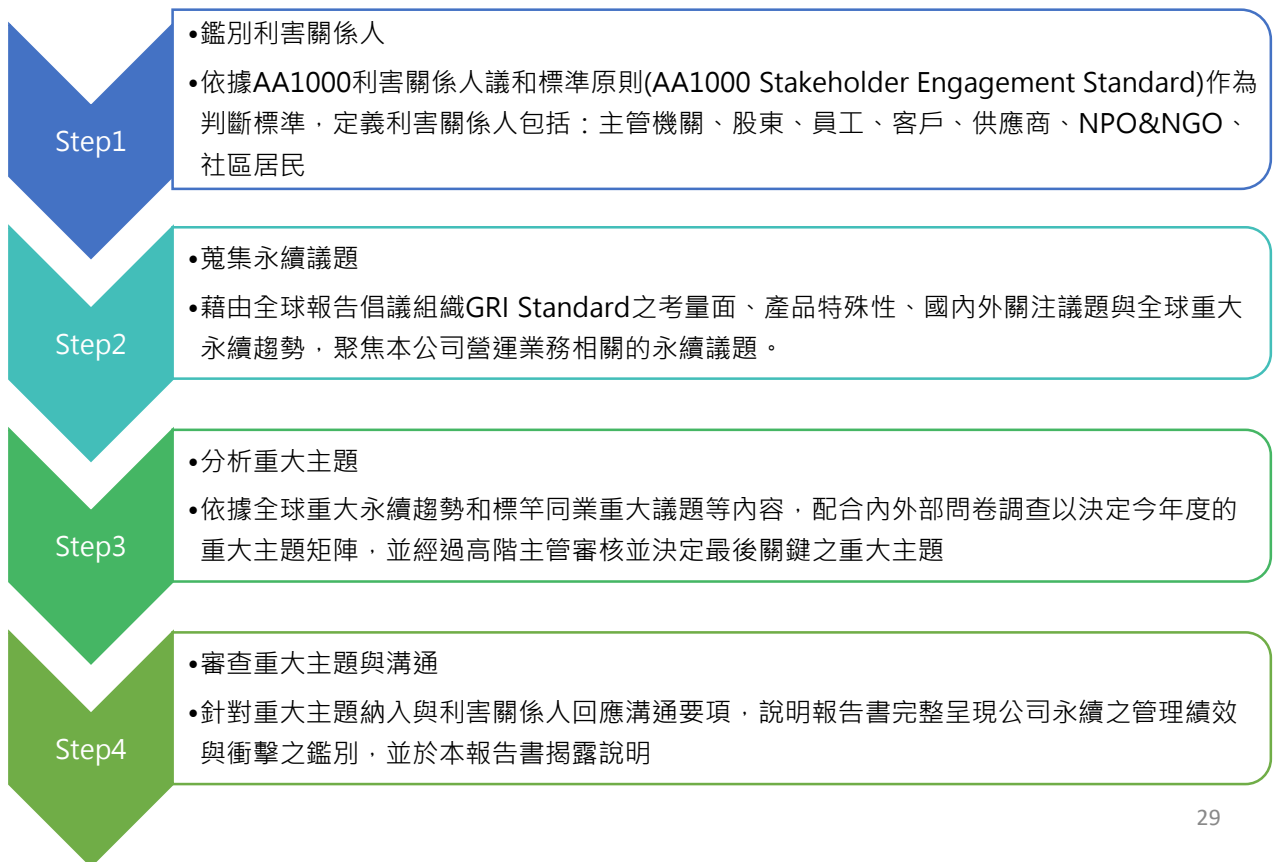 Step1
•鑑別利害關係人
•依據AA1000利害關係人議和標準原則(AA1000 Stakeholder Engagement Standard)作為
判斷標準，定義利害關係人包括：主管機關、股東、員工、客戶、供應商、NPO&NGO、
社區居民
Step2
•蒐集永續議題
•藉由全球報告倡議組織GRI Standard之考量面、產品特殊性、國內外關注議題與全球重大
永續趨勢，聚焦本公司營運業務相關的永續議題。
Step3
•分析重大主題
•依據全球重大永續趨勢和標竿同業重大議題等內容，配合內外部問卷調查以決定今年度的
重大主題矩陣，並經過高階主管審核並決定最後關鍵之重大主題
Step4
•審查重大主題與溝通
•針對重大主題納入與利害關係人回應溝通要項，說明報告書完整呈現公司永續之管理績效
與衝擊之鑑別，並於本報告書揭露說明
29